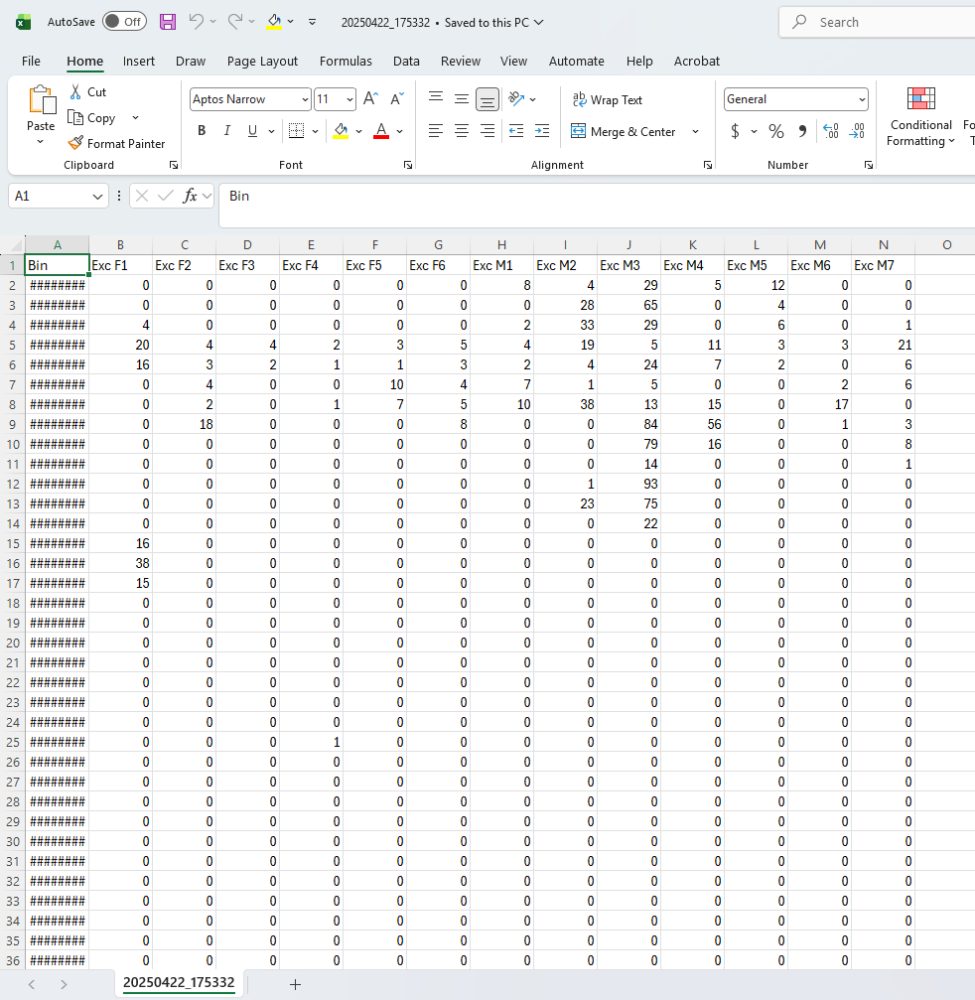 AutoSave Off 20250422_175332 • Saved to this PC Search
File Home Insert Draw Page Layout Formulas Data Review View Automate Help Acrobat
Paste Cut Copy Format Painter
Aptos Narrow 11 A A
B I U A
ab Wrap Text
Merge & Center
General
$ % 9 .00 .00
Conditional Formatting
Clipboard Font Alignment Number
A1 fx Bin
A B C D E F G H I J K L M N O
1 Bin Exc F1 Exc F2 Exc F3 Exc F4 Exc F5 Exc F6 Exc M1 Exc M2 Exc M3 Exc M4 Exc M5 Exc M6 Exc M7
2 ######## 0 0 0 0 0 0 8 4 29 5 12 0 0
3 ######## 0 0 0 0 0 0 0 28 65 0 4 0 0
4 ######## 4 0 0 0 0 0 2 33 29 0 6 0 1
5 ######## 20 4 4 2 3 5 4 19 5 11 3 3 21
6 ######## 16 3 2 1 1 3 2 4 24 7 2 0 6
7 ######## 0 4 0 0 10 4 7 1 5 0 0 2 6
8 ######## 0 2 0 1 7 5 10 38 13 15 0 17 0
9 ######## 0 18 0 0 0 8 0 0 84 56 0 1 3
10 ######## 0 0 0 0 0 0 0 0 79 16 0 0 8
11 ######## 0 0 0 0 0 0 0 0 14 0 0 0 1
12 ######## 0 0 0 0 0 0 0 1 93 0 0 0 0
13 ######## 0 0 0 0 0 0 0 23 75 0 0 0 0
14 ######## 0 0 0 0 0 0 0 0 22 0 0 0 0
15 ######## 16 0 0 0 0 0 0 0 0 0 0 0 0
16 ######## 38 0 0 0 0 0 0 0 0 0 0 0 0
17 ######## 15 0 0 0 0 0 0 0 0 0 0 0 0
18 ######## 0 0 0 0 0 0 0 0 0 0 0 0 0
19 ######## 0 0 0 0 0 0 0 0 0 0 0 0 0
20 ######## 0 0 0 0 0 0 0 0 0 0 0 0 0
21 ######## 0 0 0 0 0 0 0 0 0 0 0 0 0
22 ######## 0 0 0 0 0 0 0 0 0 0 0 0 0
23 ######## 0 0 0 0 0 0 0 0 0 0 0 0 0
24 ######## 0 0 0 0 0 0 0 0 0 0 0 0 0
25 ######## 0 0 0 1 0 0 0 0 0 0 0 0 0
26 ######## 0 0 0 0 0 0 0 0 0 0 0 0 0
27 ######## 0 0 0 0 0 0 0 0 0 0 0 0 0
28 ######## 0 0 0 0 0 0 0 0 0 0 0 0 0
29 ######## 0 0 0 0 0 0 0 0 0 0 0 0 0
30 ######## 0 0 0 0 0 0 0 0 0 0 0 0 0
31 ######## 0 0 0 0 0 0 0 0 0 0 0 0 0
32 ######## 0 0 0 0 0 0 0 0 0 0 0 0 0
33 ######## 0 0 0 0 0 0 0 0 0 0 0 0 0
34 ######## 0 0 0 0 0 0 0 0 0 0 0 0 0
35 ######## 0 0 0 0 0 0 0 0 0 0 0 0 0
36 ######## 0 0 0 0 0 0 0 0 0 0 0 0 0
20250422_175332